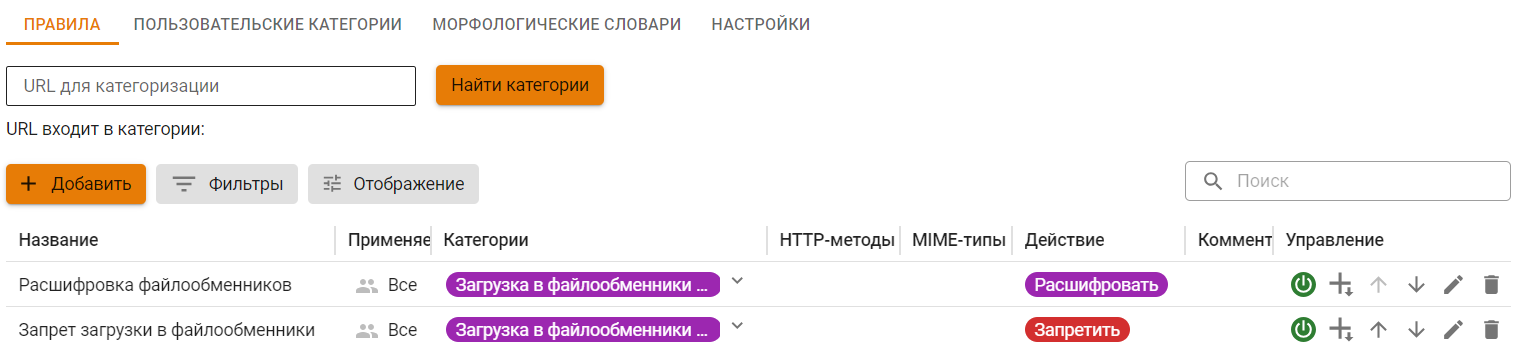 ПРАВИЛА ПОЛЬЗОВАТЕЛЬСКИЕ КАТЕГОРИИ МОРФОЛОГИЧЕСКИЕ СЛОВАРИ НАСТРОЙКИ
URL для категоризации Найти категории
URL входит в категории:
Добавить Фильтры Отображение Поиск
Название Применяе Категории HTTP-методы MIME-типы Действие Коммент Управление
Расшифровка файлообменников Все Загрузка в файлообменники ... Расшифровать
Запрет загрузки в файлообменники Все Загрузка в файлообменники ... Запретить